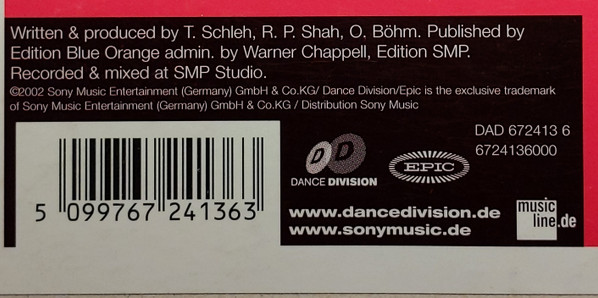 Written & produced by T. Schleh, R. P. Shah, O. Böhm. Published by
Edition Blue Orange admin. by Warner Chappell, Edition SMP.
Recorded & mixed at SMP Studio.
©2002 Sony Music Entertainment (Germany) GmbH & Co.KG/ Dance Division/Epic is the exclusive trademark
of Sony Music Entertainment (Germany) GmbH & Co.KG / Distribution Sony Music
DAD 672413 6
6724136000
D D
DANCE DIVISION
EPIC
5 099767 241363
www.dancedivision.de
www.sonymusic.de
music
line.de